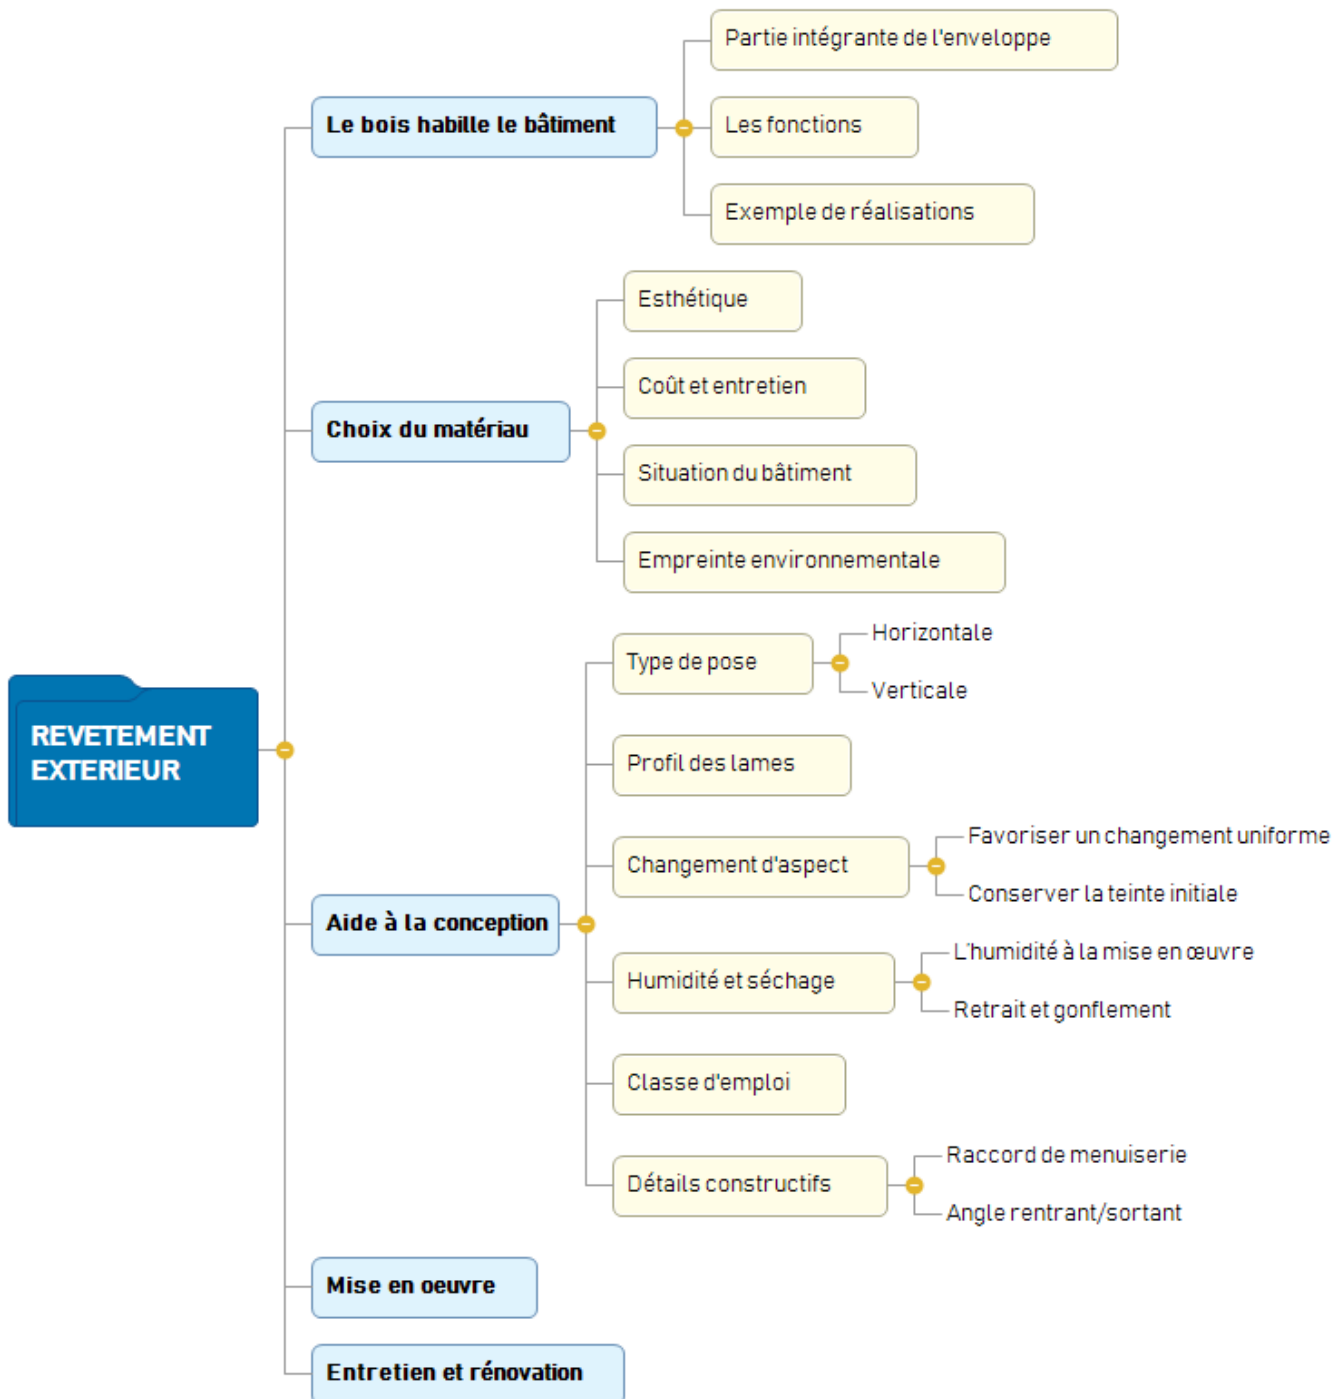 REVETEMENT
EXTERIEUR
Le bois habille le bâtiment
Partie intégrante de l'enveloppe
Les fonctions
Exemple de réalisations
Choix du matériau
Esthétique
Coût et entretien
Situation du bâtiment
Empreinte environnementale
Aide à la conception
Type de pose
Horizontale
Verticale
Profil des lames
Changement d'aspect
Favoriser un changement uniforme
Conserver la teinte initiale
Humidité et séchage
L'humidité à la mise en œuvre
Retrait et gonflement
Classe d'emploi
Détails constructifs
Raccord de menuiserie
Angle rentrant/sortant
Mise en oeuvre
Entretien et rénovation